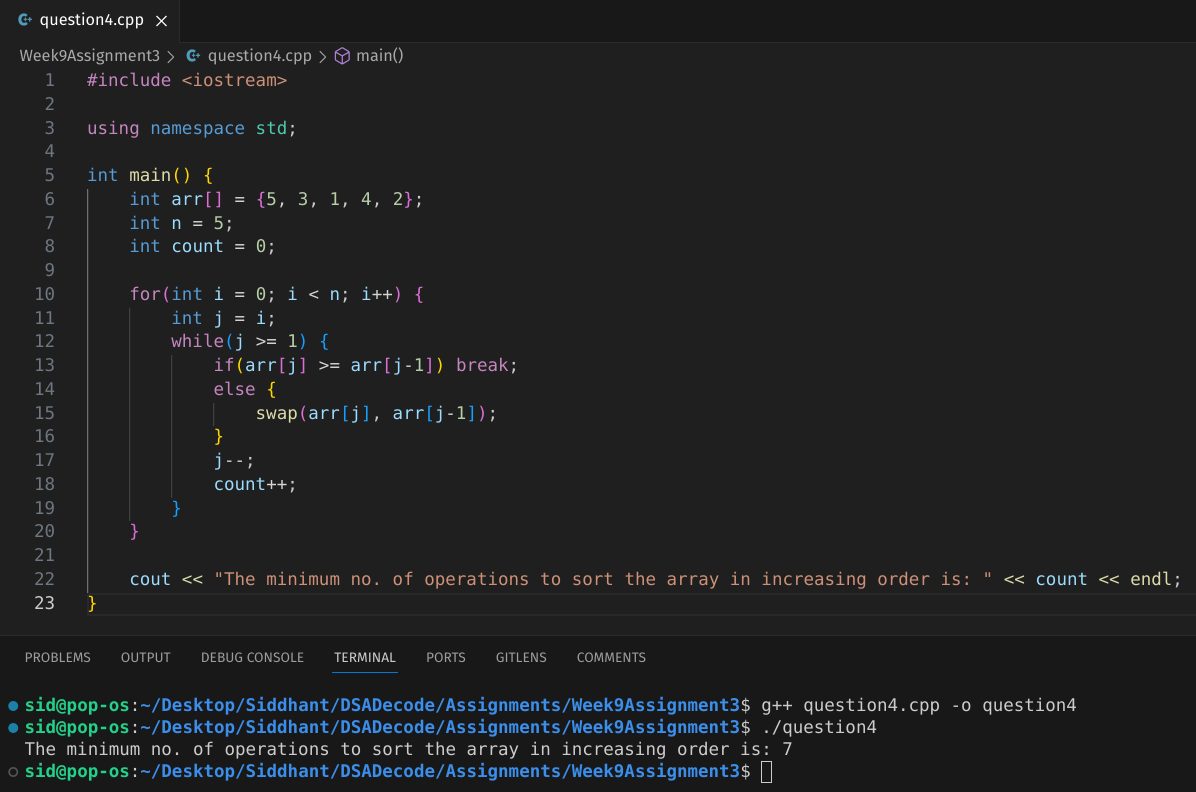 question4.cpp
Week9Assignment3 > question4.cpp > main()
1 #include <iostream>
2
3 using namespace std;
4
5 int main() {
6     int arr[] = {5, 3, 1, 4, 2};
7     int n = 5;
8     int count = 0;
9
10     for(int i = 0; i < n; i++) {
11         int j = i;
12         while(j >= 1) {
13             if(arr[j] >= arr[j-1]) break;
14             else {
15                 swap(arr[j], arr[j-1]);
16             }
17             j--;
18             count++;
19         }
20     }
21
22     cout << "The minimum no. of operations to sort the array in increasing order is: " << count << endl;
23 }
PROBLEMS OUTPUT DEBUG CONSOLE TERMINAL PORTS GITLENS COMMENTS
sid@pop-os:~/Desktop/Siddhant/DSADecode/Assignments/Week9Assignment3$ g++ question4.cpp -o question4
sid@pop-os:~/Desktop/Siddhant/DSADecode/Assignments/Week9Assignment3$ ./question4
The minimum no. of operations to sort the array in increasing order is: 7
sid@pop-os:~/Desktop/Siddhant/DSADecode/Assignments/Week9Assignment3$